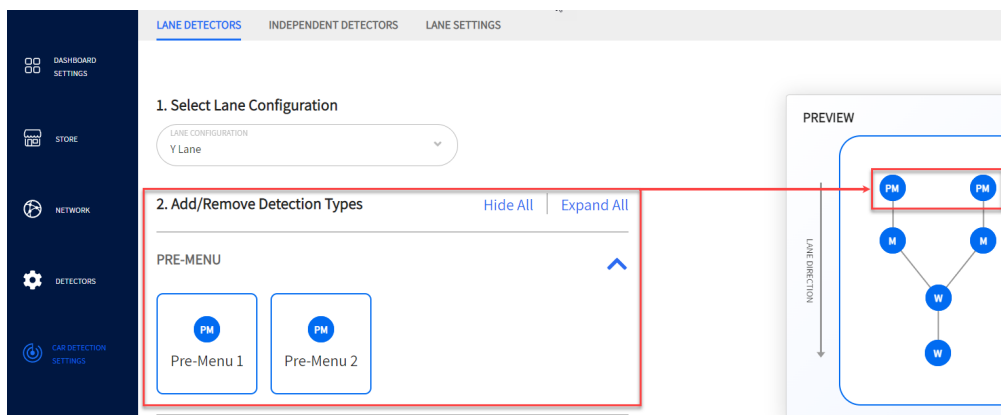 LANE DETECTORS INDEPENDENT DETECTORS LANE SETTINGS
DASHBOARD
SETTINGS
STORE
NETWORK
DETECTORS
CAR DETECTION
SETTINGS
1. Select Lane Configuration
LANE CONFIGURATION
Y Lane
2. Add/Remove Detection Types Hide All Expand All
PRE-MENU
PM PM
Pre-Menu 1 Pre-Menu 2
PREVIEW
PM PM
M M
W
W
LANE DIRECTION